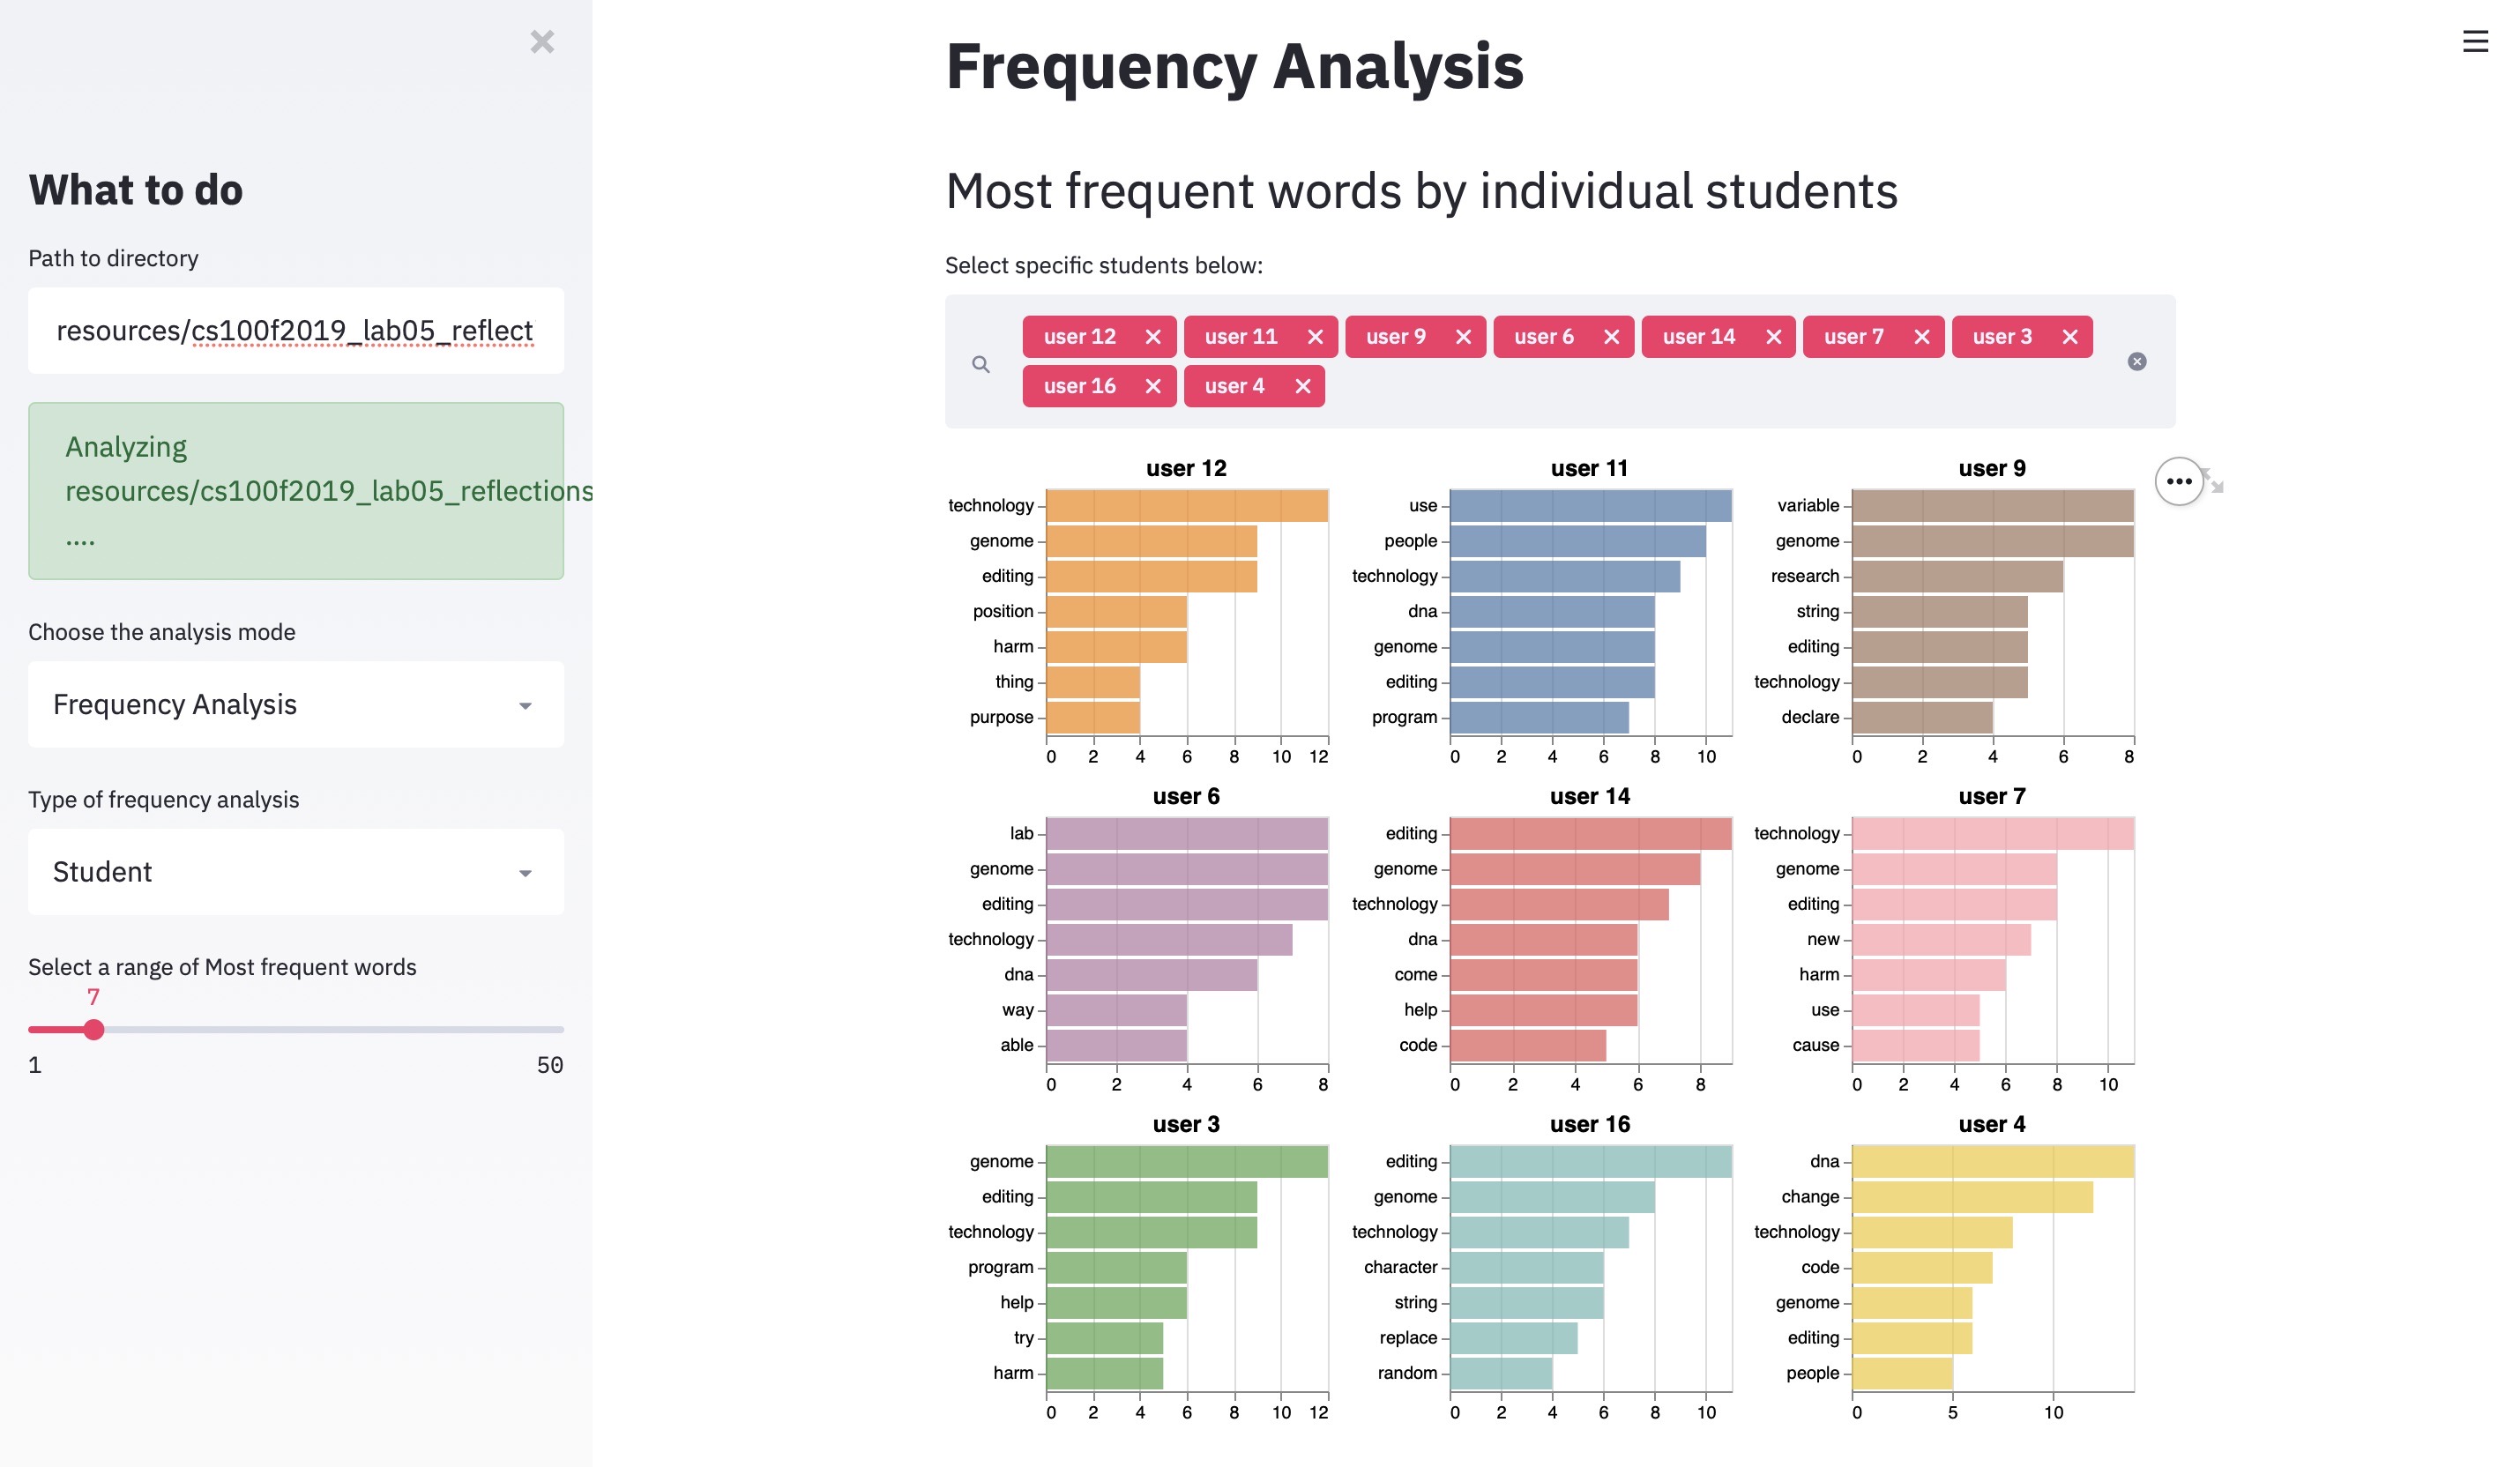 What to do
Path to directory
resources/cs100f2019_lab05_reflect
Analyzing
resources/cs100f2019_lab05_reflections
....
Choose the analysis mode
Frequency Analysis
Type of frequency analysis
Student
Select a range of Most frequent words
7
1 50
Frequency Analysis
Most frequent words by individual students
Select specific students below:
user 12 user 11 user 9 user 6 user 14 user 7 user 3
user 16 user 4
user 12
technology
genome
editing
position
harm
thing
purpose
0 2 4 6 8 10 12
user 11
use
people
technology
dna
genome
editing
program
0 2 4 6 8 10
user 9
variable
genome
research
string
editing
technology
declare
0 2 4 6 8
user 6
lab
genome
editing
technology
dna
way
able
0 2 4 6 8
user 14
editing
genome
technology
dna
come
help
code
0 2 4 6 8
user 7
technology
genome
editing
new
harm
use
cause
0 2 4 6 8 10
user 3
genome
editing
technology
program
help
try
harm
0 2 4 6 8 10 12
user 16
editing
genome
technology
character
string
replace
random
0 2 4 6 8 10
user 4
dna
change
technology
code
genome
editing
people
0 5 10